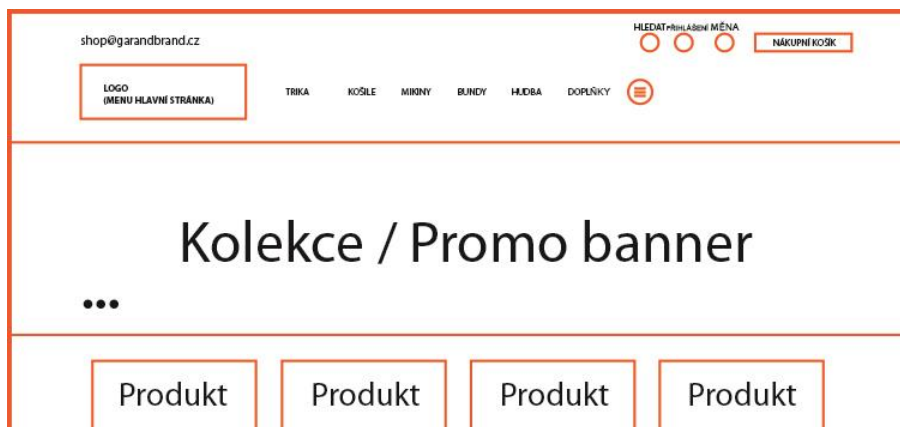 HLEDAT PŘIHLÁŠENÍ MĚNA
shop@garandbrand.cz
NÁKUPNÍ KOŠÍK
LOGO
(MENU HLAVNÍ STRÁNKA)
TRIKA KOŠILE MIKINY BUNDY HUDBA DOPLŇKY
Kolekce / Promo banner
...
Produkt Produkt Produkt Produkt